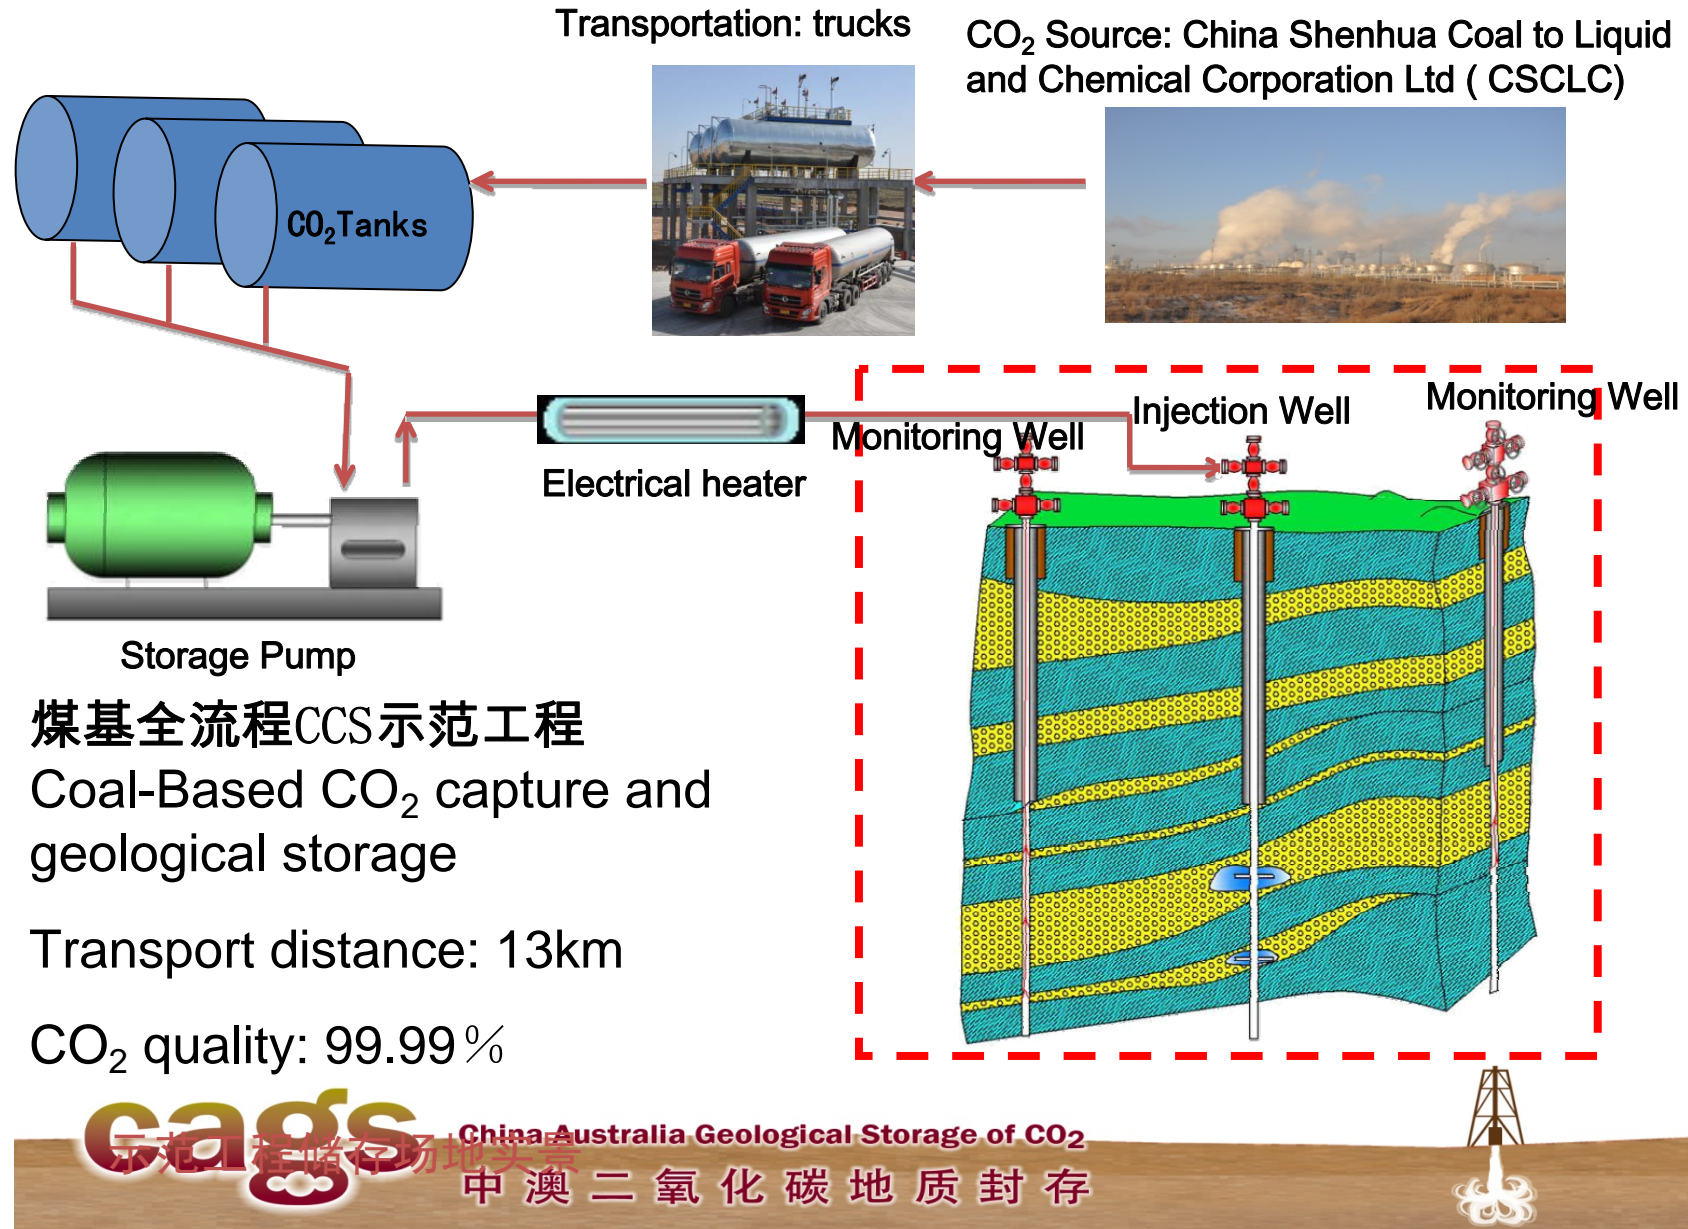 Transportation: trucks
CO₂ Source: China Shenhua Coal to Liquid
and Chemical Corporation Ltd ( CSCLC)
CO₂Tanks
Monitoring Well
Injection Well
Monitoring Well
Electrical heater
Storage Pump
煤基全流程CCS示范工程
Coal-Based CO₂ capture and
geological storage
Transport distance: 13km
CO₂ quality: 99.99％
cags
示范工程储存场地实景
China Australia Geological Storage of CO2
中澳二氧化碳地质封存